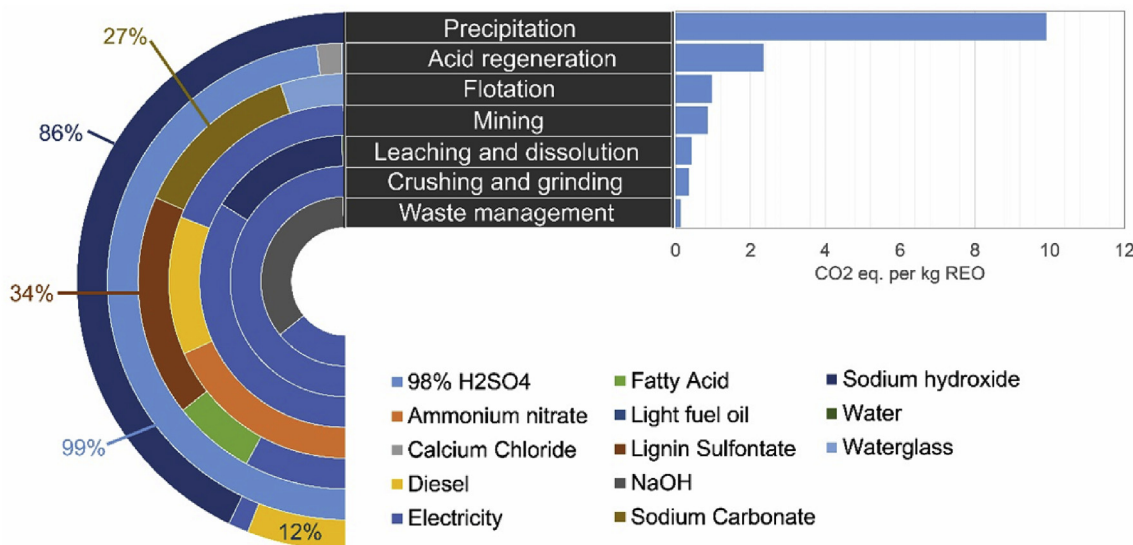 27%
86%
34%
99%
12%
Precipitation
Acid regeneration
Flotation
Mining
Leaching and dissolution
Crushing and grinding
Waste management
0 2 4 6 8 10 12
CO2 eq. per kg REO
98% H2SO4
Ammonium nitrate
Calcium Chloride
Diesel
Electricity
Fatty Acid
Light fuel oil
Lignin Sulfontate
NaOH
Sodium Carbonate
Sodium hydroxide
Water
Waterglass